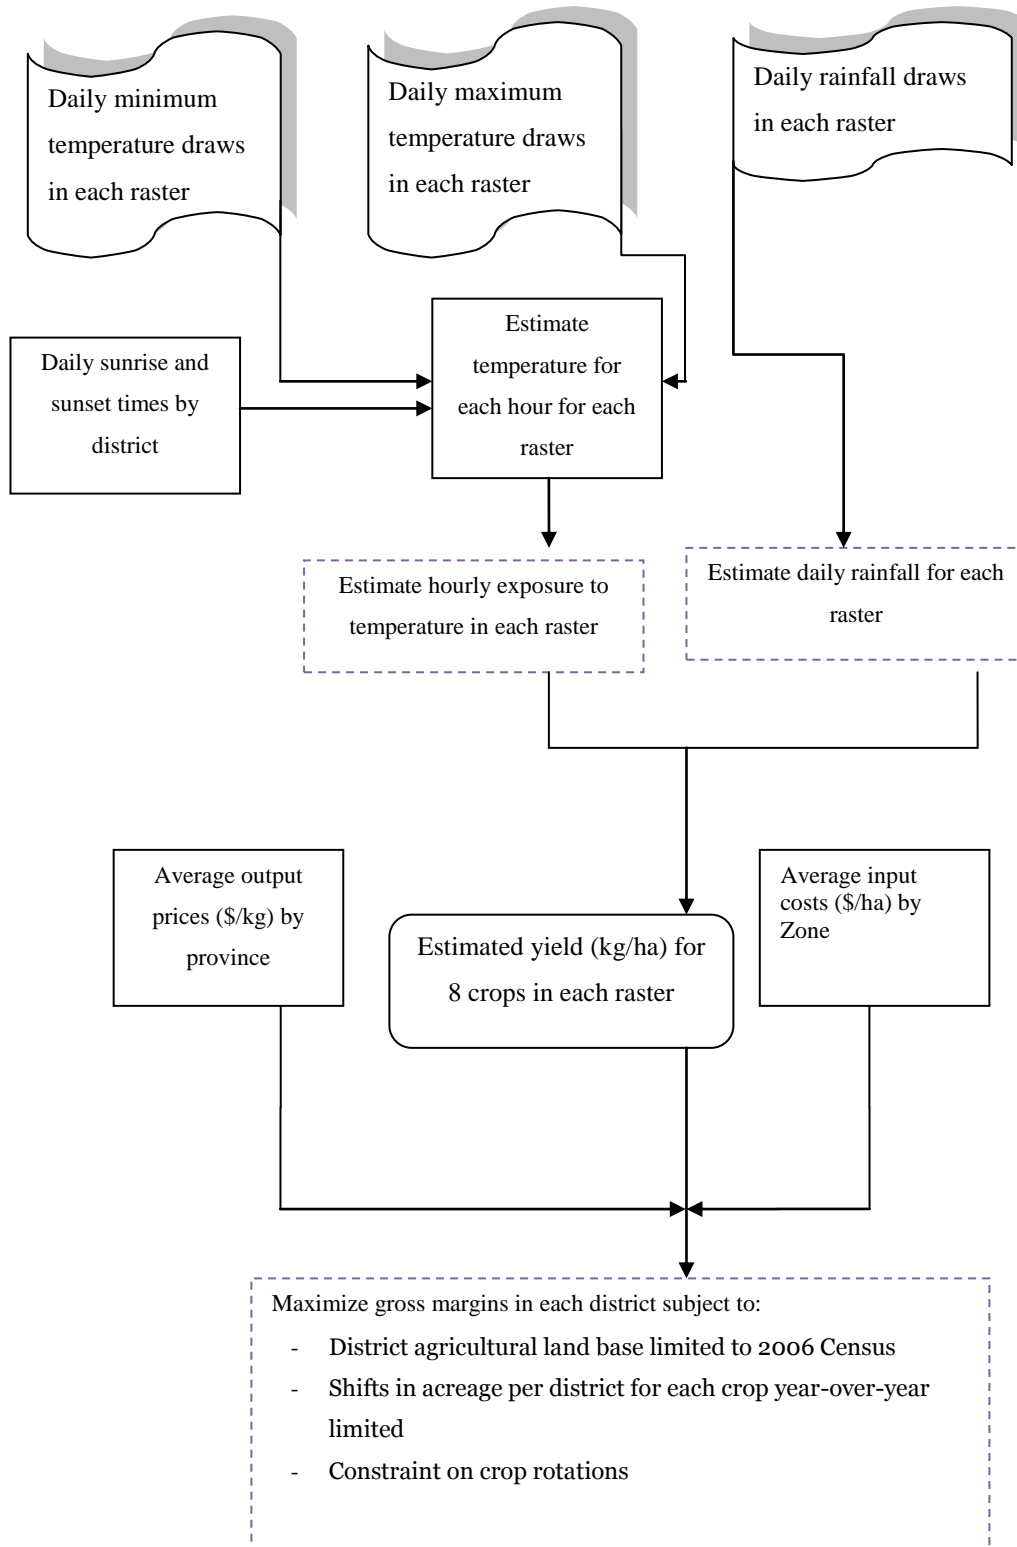 Daily minimum
temperature draws
in each raster
Daily maximum
temperature draws
in each raster
Daily rainfall draws
in each raster
Daily sunrise and
sunset times by
district
Estimate
temperature for
each hour for each
raster
Estimate hourly exposure to
temperature in each raster
Estimate daily rainfall for each
raster
Average output
prices ($/kg) by
province
Estimated yield (kg/ha) for
8 crops in each raster
Average input
costs ($/ha) by
Zone
Maximize gross margins in each district subject to:
- District agricultural land base limited to 2006 Census
- Shifts in acreage per district for each crop year-over-year
limited
- Constraint on crop rotations